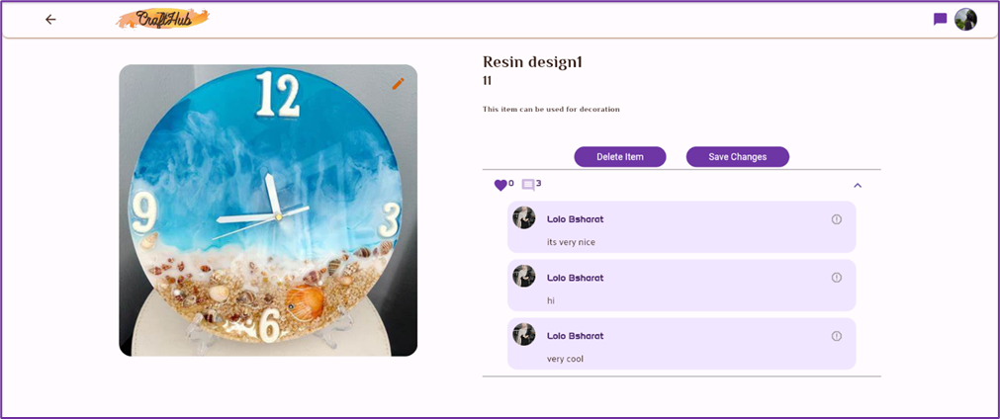 CraftHub
Resin design1
11
This item can be used for decoration
Delete Item
Save Changes
0
3
Lolo Bsharat
its very nice
Lolo Bsharat
hi
Lolo Bsharat
very cool
12
9
3
6